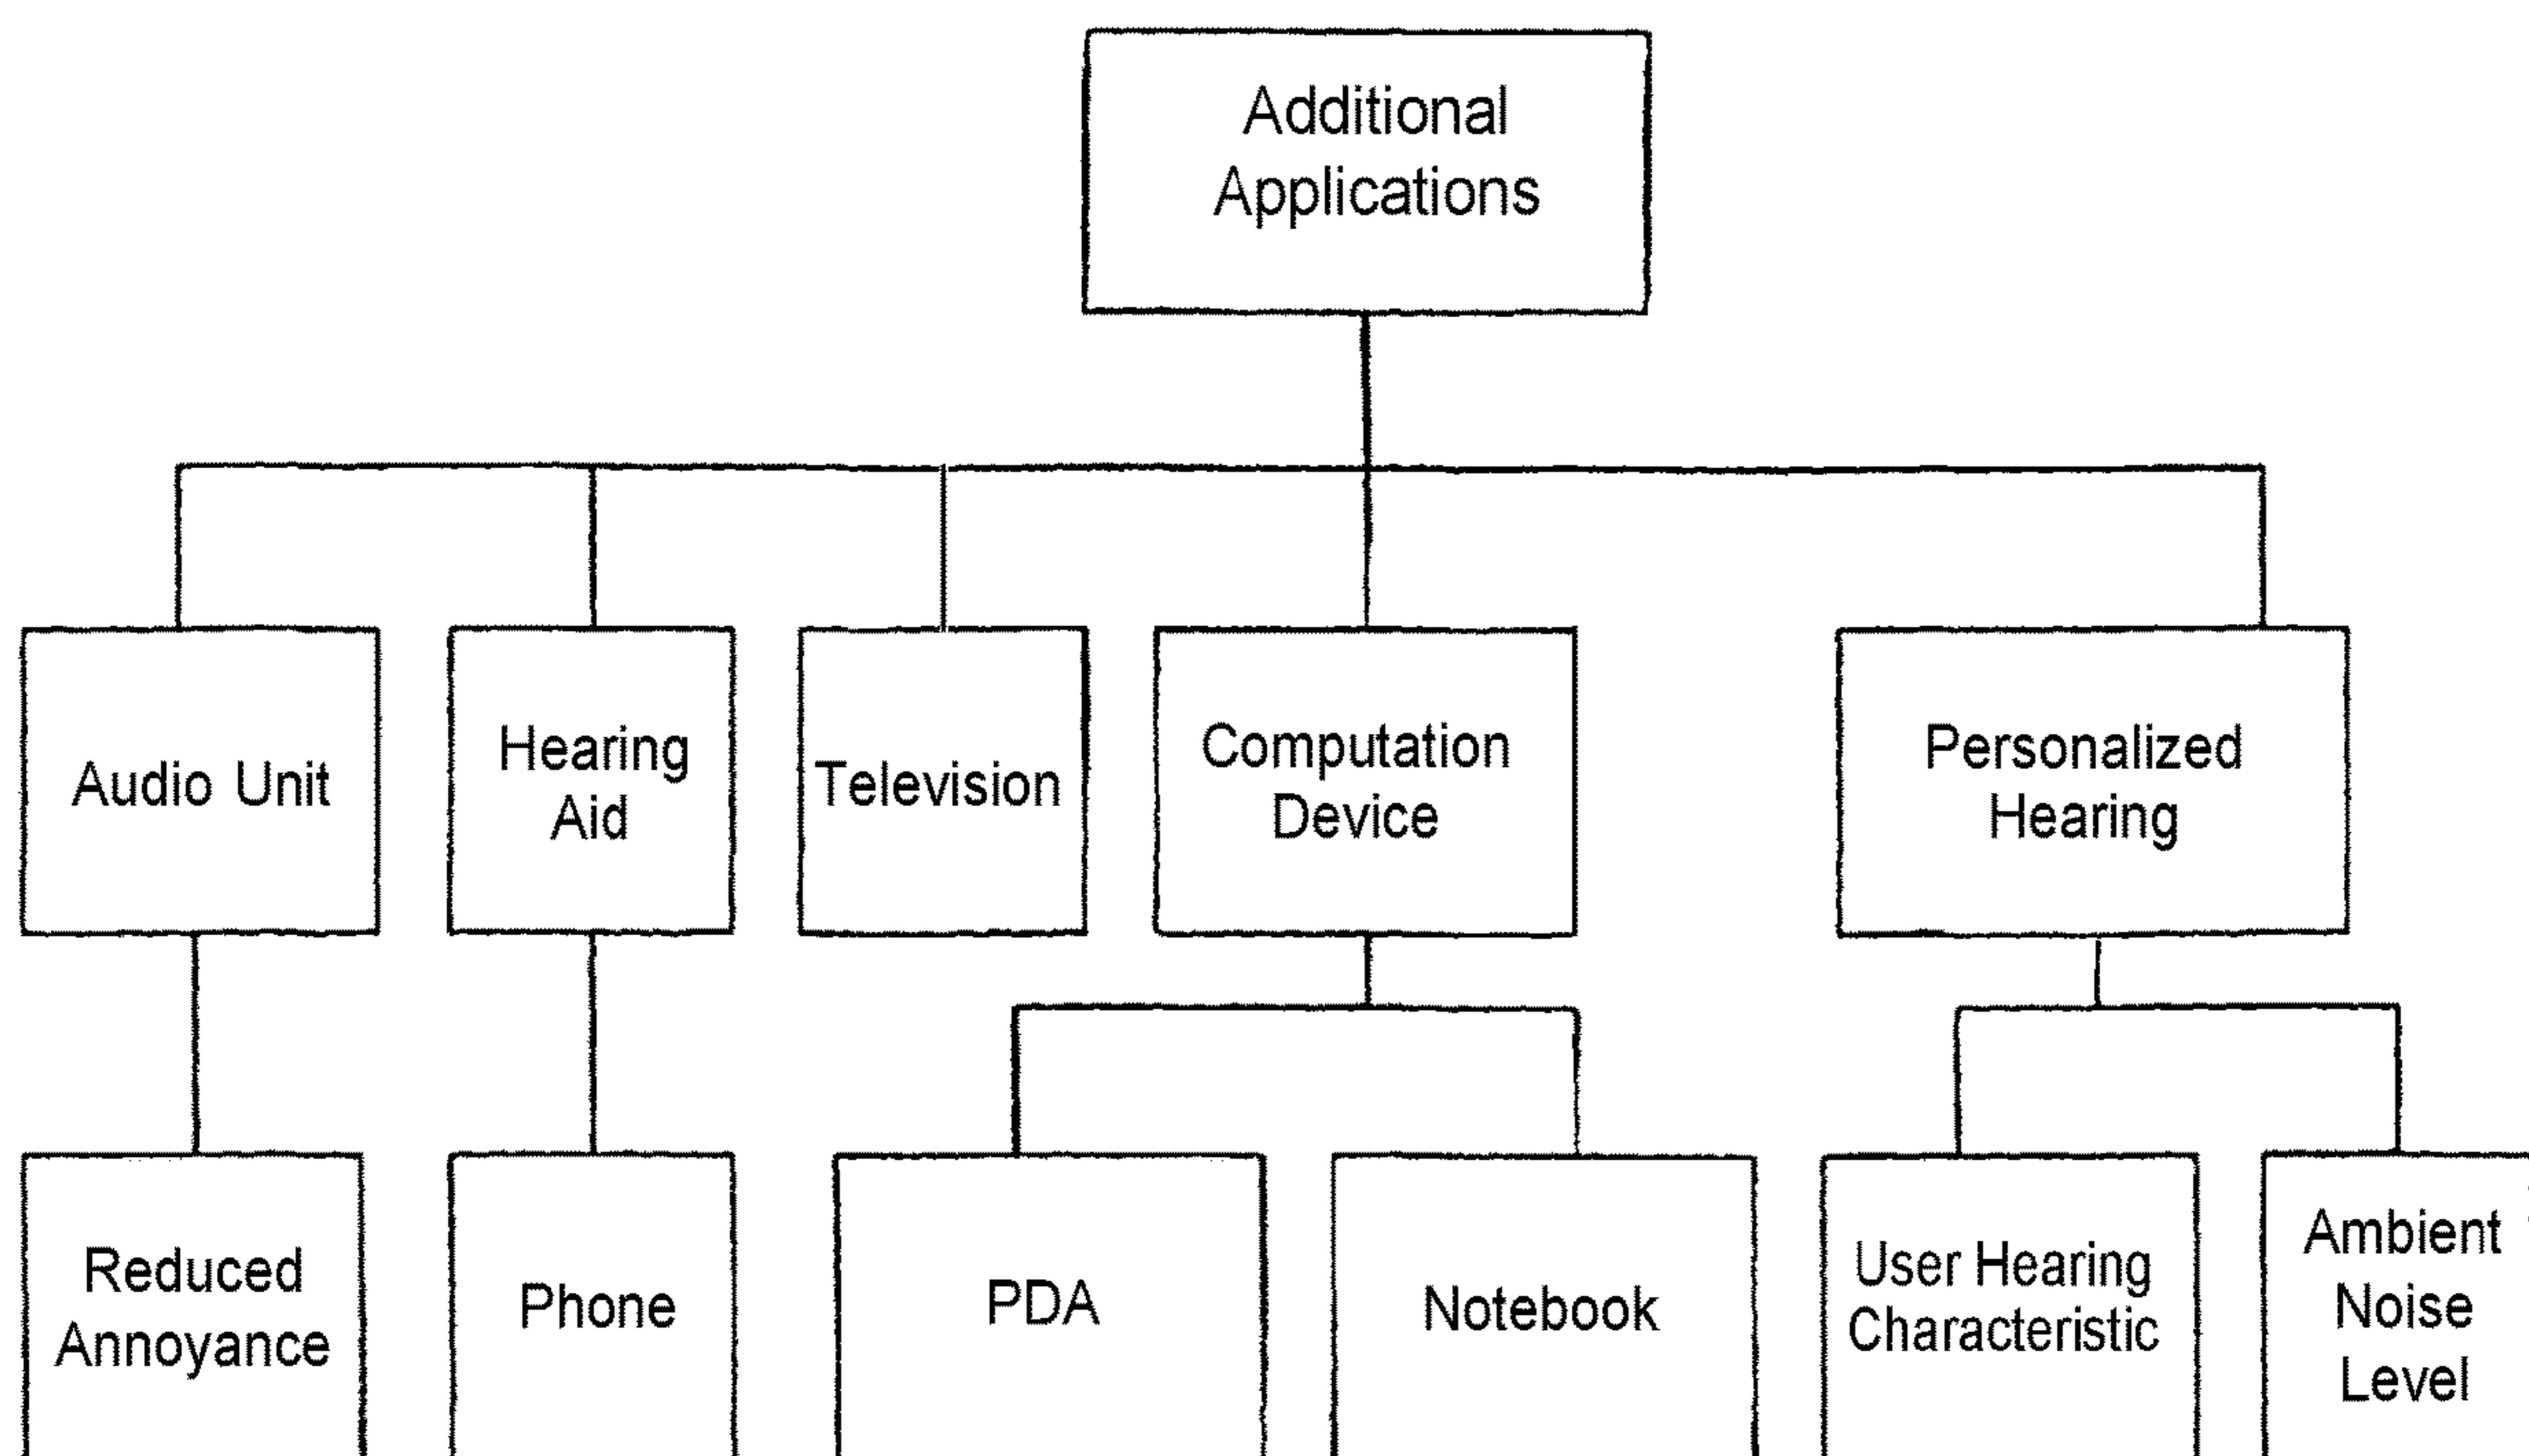 Additional
Applications
Audio Unit
Hearing
Aid
Television
Computation
Device
Personalized
Hearing
Reduced
Annoyance
Phone
PDA
Notebook
User Hearing
Characteristic
Ambient
Noise
Level